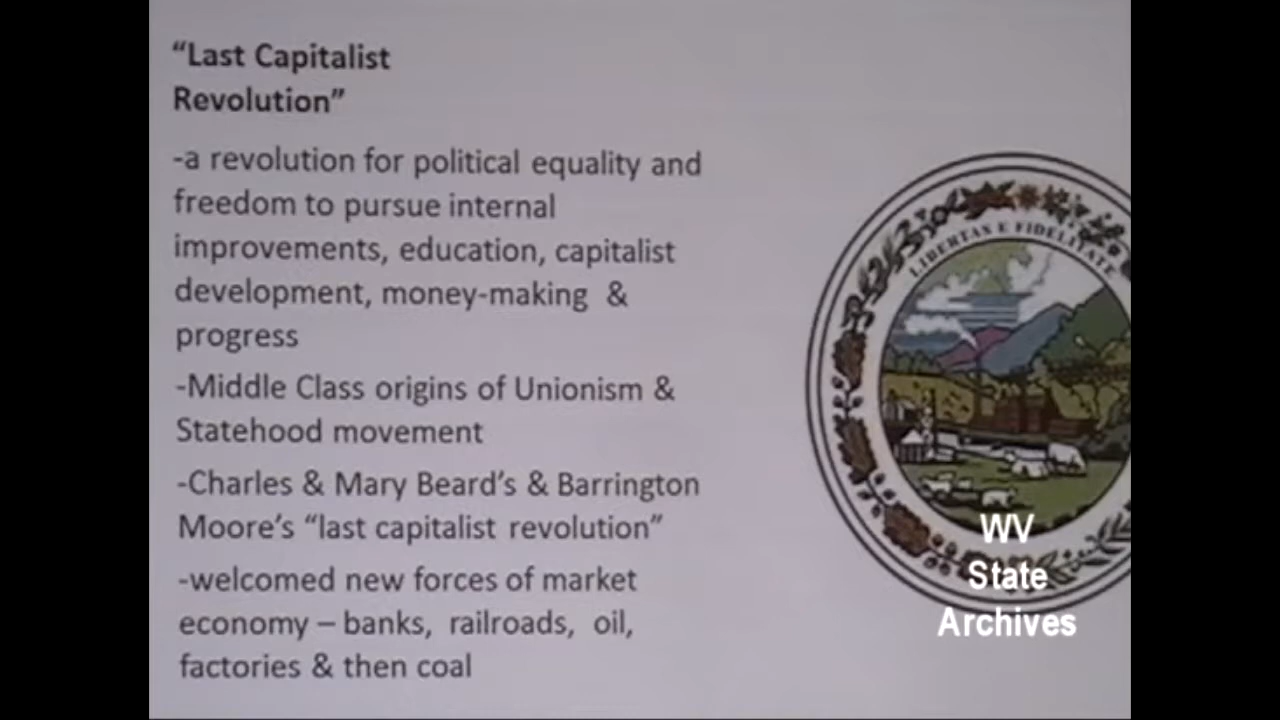 “Last Capitalist
Revolution”
-a revolution for political equality and
freedom to pursue internal
improvements, education, capitalist
development, money-making  &
progress
-Middle Class origins of Unionism &
Statehood movement
-Charles & Mary Beard’s & Barrington
Moore’s “last capitalist revolution”
-welcomed new forces of market
economy – banks,  railroads,  oil,
factories & then coal
LIBERTAS E FIDELITATE
WV
State
Archives